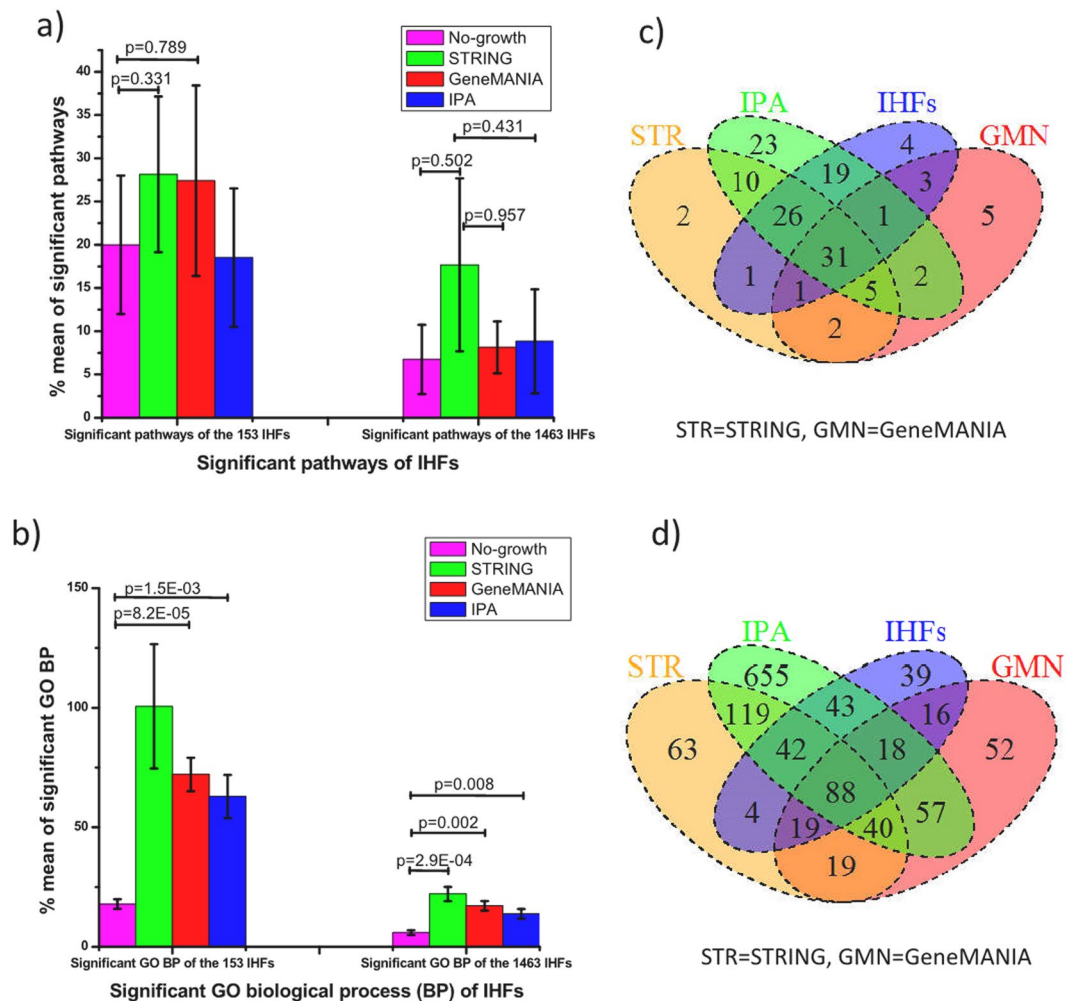 a)
% mean of significant pathways
45
40
35
30
25
20
15
10
5
0
p=0.789
p=0.331
No-growth
STRING
GeneMANIA
IPA
p=0.431
p=0.502
p=0.957
Significant pathways of the 153 IHFs
Significant pathways of the 1463 IHFs
Significant pathways of IHFs
c)
STR
IPA
IHFs
GMN
23
4
10
19
3
2
26
1
5
31
1
1
5
2
2
STR=STRING, GMN=GeneMANIA
b)
% mean of significant GO BP
150
100
50
0
p=1.5E-03
p=8.2E-05
No-growth
STRING
GeneMANIA
IPA
p=0.008
p=0.002
p=2.9E-04
Significant GO BP of the 153 IHFs
Significant GO BP of the 1463 IHFs
Significant GO biological process (BP) of IHFs
d)
STR
IPA
IHFs
GMN
655
39
119
43
16
63
42
18
52
88
4
19
40
57
19
STR=STRING, GMN=GeneMANIA